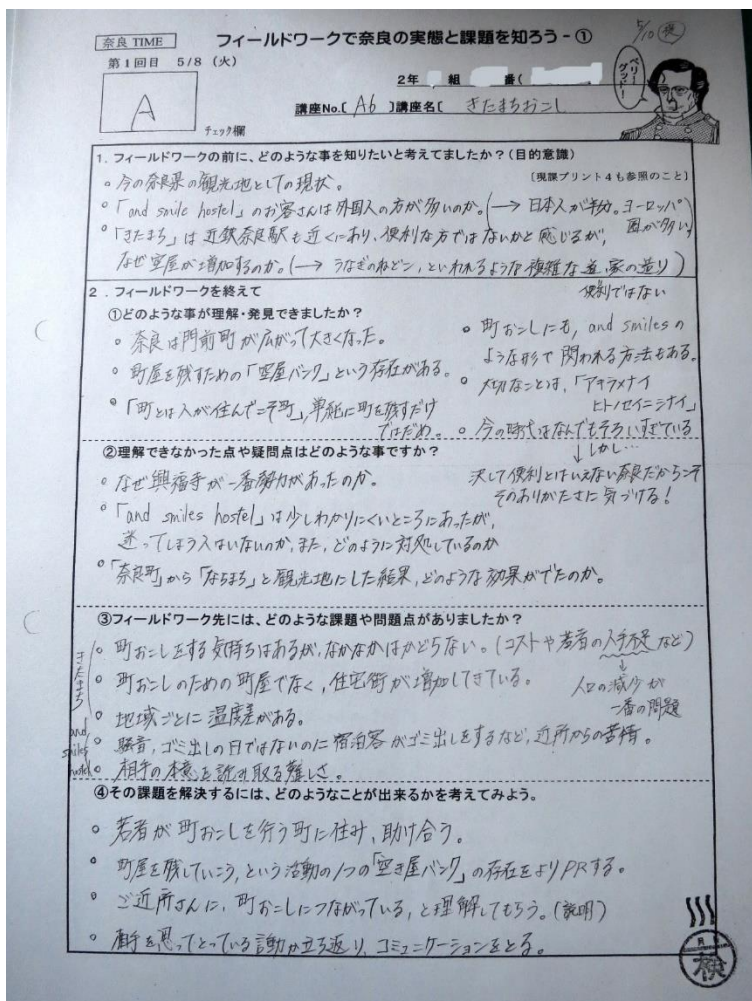 奈良 TIME
フィールドワークで奈良の実態と課題を知ろう-①
5/10
第1回目 5/8 (火)
2年 組 番(
ベリーグッド!
A
チェック欄
講座No.[ A6 ]講座名[ きたまちおこし
1.フィールドワークの前に、どのような事を知りたいと考えてましたか?(目的意識)
[現課プリント4も参照のこと]
・今の奈良県の観光地としての現状。
・「and smile hostel」のお客さんは外国人の方が多いのか。(→ 日本人が半分。ヨーロッパ圏が多い)
・「きたまち」は近鉄奈良駅も近くにあり、便利な方ではないかと感じるが、
なぜ空屋が増加するのか。(→ うなぎのねどこ、といわれるような複雑な道、家の造り)
便利ではない
2.フィールドワークを終えて
①どのような事が理解・発見できましたか?
・奈良は門前町が広がって大きくなった。
・町屋を残すための「空屋バンク」という存在がある。
・「町とは人が住んでこそ町」,単純に町を残すだけ
ではだめ。
・町おこしにも, and smilesの
ような形で関われる方法もある。
・大切なことは、「アキラメナイ
ヒトノセイニシナイ」
・今の時代はなんでもそろいすぎている
↓しかし…
決して便利とはいえない奈良だからこそ
そのありがたさに気づける!
②理解できなかった点や疑問点はどのような事ですか?
・なぜ興福寺が一番勢力があったのか。
・「and smiles hostel」は少しわかりにくいところにあったが,
迷ってしまう人はいないのか、また、どのように対処しているのか
・「奈良町」から「ならまち」と観光地にした結果,どのような効果がでたのか。
③フィールドワーク先には、どのような課題や問題点がありましたか?
きたまち
・町おこしをする気持ちはあるが,なかなかはかどらない。(コストや若者の人手不足 など)
・町おこしのための町屋でなく,住宅街が増加してきている。
人口の減少が
一番の問題
・地域ごとに温度差がある。
and smiles hostel
・騒音,ゴミ出しの日ではないのに宿泊客がゴミ出しをするなど,近所からの苦情。
・相手の本意を読み取る難しさ。
④その課題を解決するには、どのようなことが出来るかを考えてみよう。
・若者が町おこしを行う町に住み、助け合う。
・町屋を残していこう,という活動の1つの「空き屋バンク」の存在をよりPRする。
・ご近所さんに、町おこしにつながっている,と理解してもらう。(説明)
・相手を思ってとっている言動か立ち返り,コミュニケーションをとる。
検